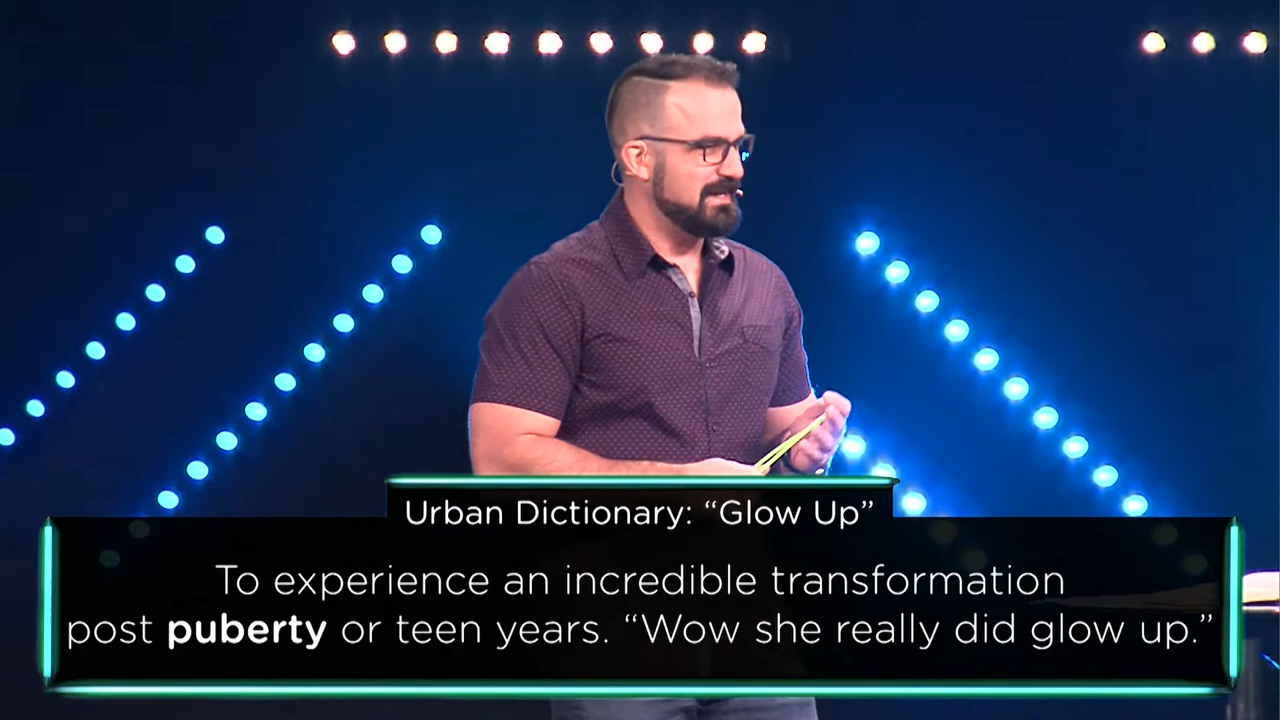 Urban Dictionary: “Glow Up”
To experience an incredible transformation
post puberty or teen years. “Wow she really did glow up.”